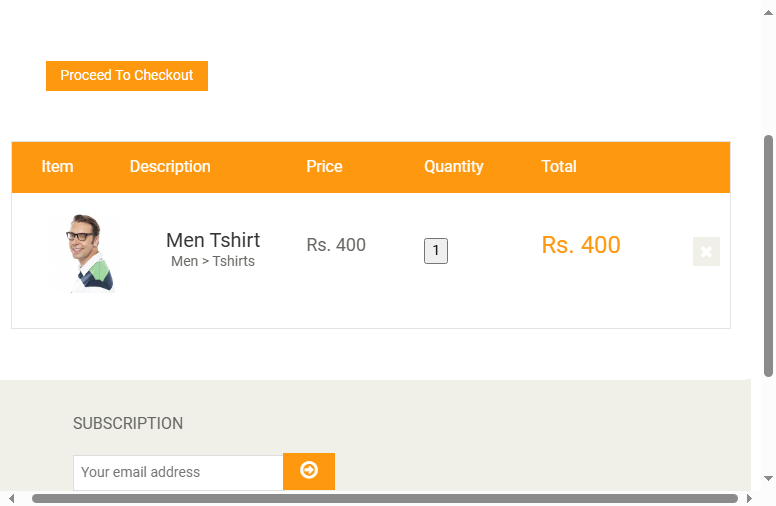 Proceed To Checkout
Item Description Price Quantity Total
Men Tshirt
Men > Tshirts
Rs. 400
1
Rs. 400
SUBSCRIPTION
Your email address